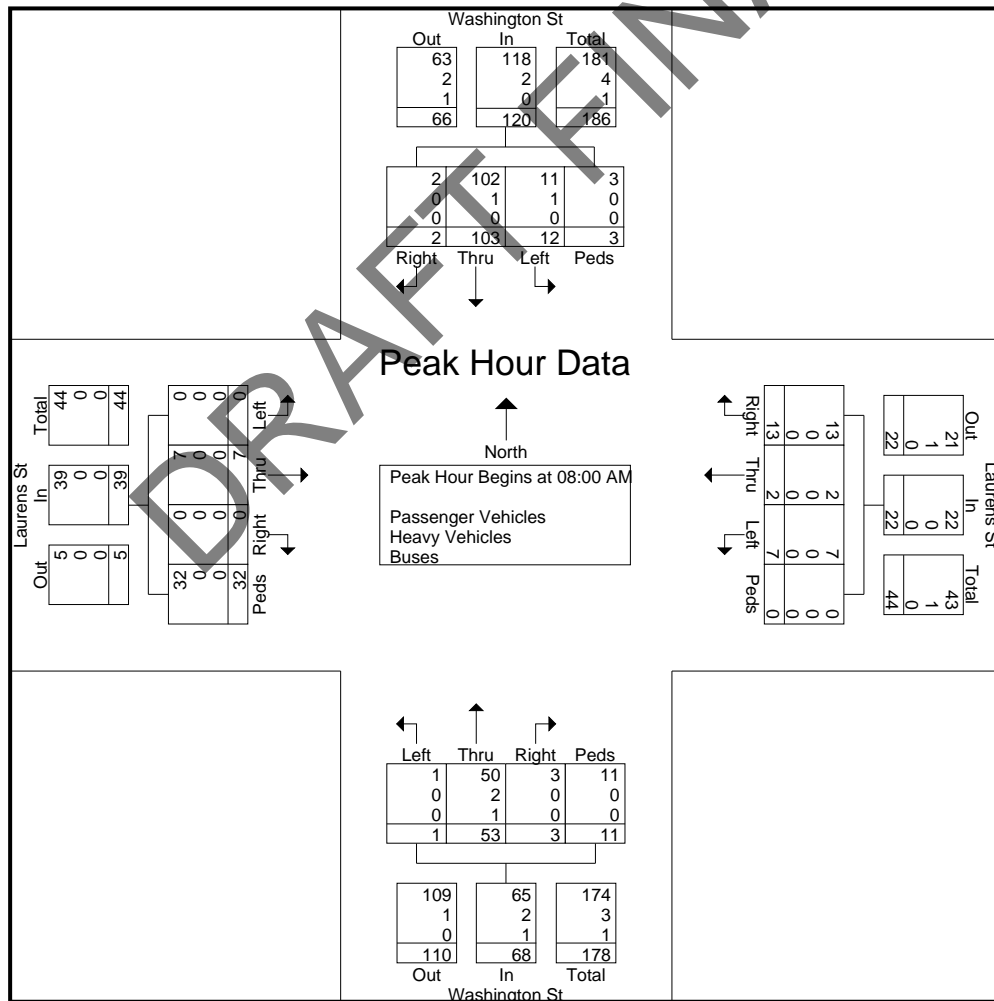 Washington St
Out In Total
63 118 181
2 2 4
1 0 1
66 120 186
2 102 11 3
0 1 1 0
0 0 0 0
2 103 12 3
Right Thru Left Peds
Peak Hour Data
North
Peak Hour Begins at 08:00 AM
Passenger Vehicles
Heavy Vehicles
Buses
Laurens St
Total In Out
44 39 5
0 0 0
0 0 0
44 39 5
0 7 0 32
0 0 0 0
0 0 0 0
0 7 0 32
Left Thru Right Peds
Laurens St
Out In Total
21 22 43
1 0 1
0 0 0
22 22 44
13 2 7 0
0 0 0 0
0 0 0 0
13 2 7 0
Right Thru Left Peds
Left Thru Right Peds
1 50 3 11
0 2 0 0
0 1 0 0
1 53 3 11
109 65 174
1 2 3
0 1 1
110 68 178
Out In Total
Washington St
DRAFT FINA